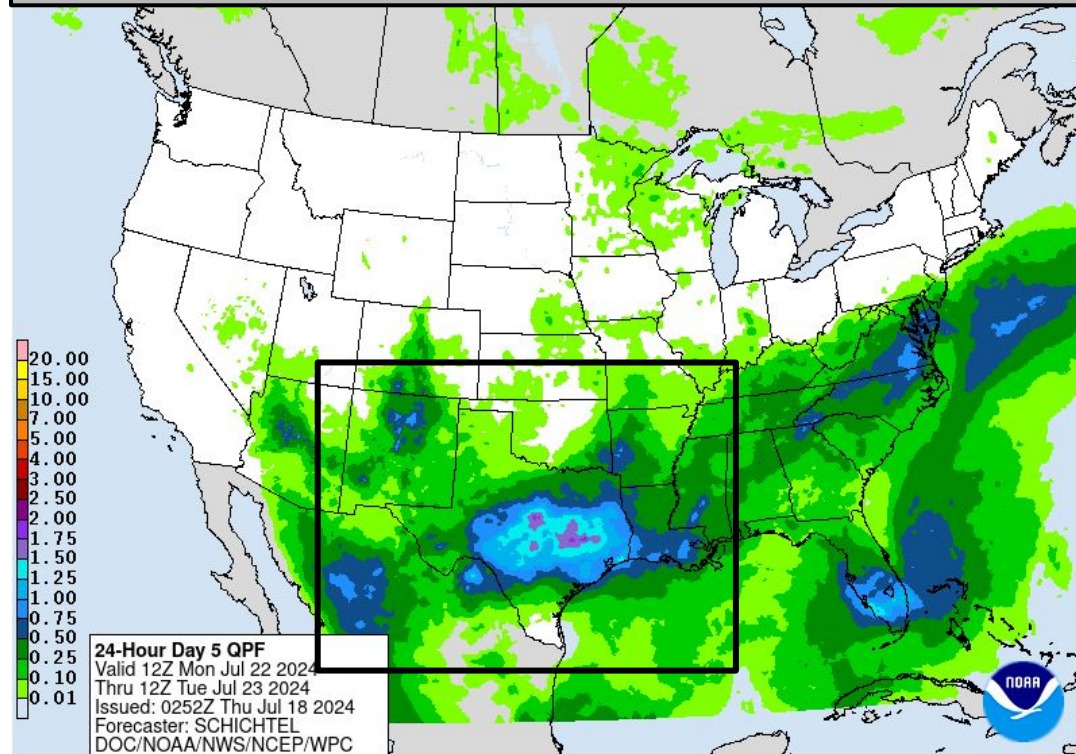 20.00
15.00
10.00
7.00
5.00
4.00
3.00
2.50
2.00
1.75
1.50
1.25
1.00
0.75
0.50
0.25
0.10
0.01
24-Hour Day 5 QPF
Valid 12Z Mon Jul 22 2024
Thru 12Z Tue Jul 23 2024
Issued: 0252Z Thu Jul 18 2024
Forecaster: SCHICHTEL
DOC/NOAA/NWS/NCEP/WPC
NOAA